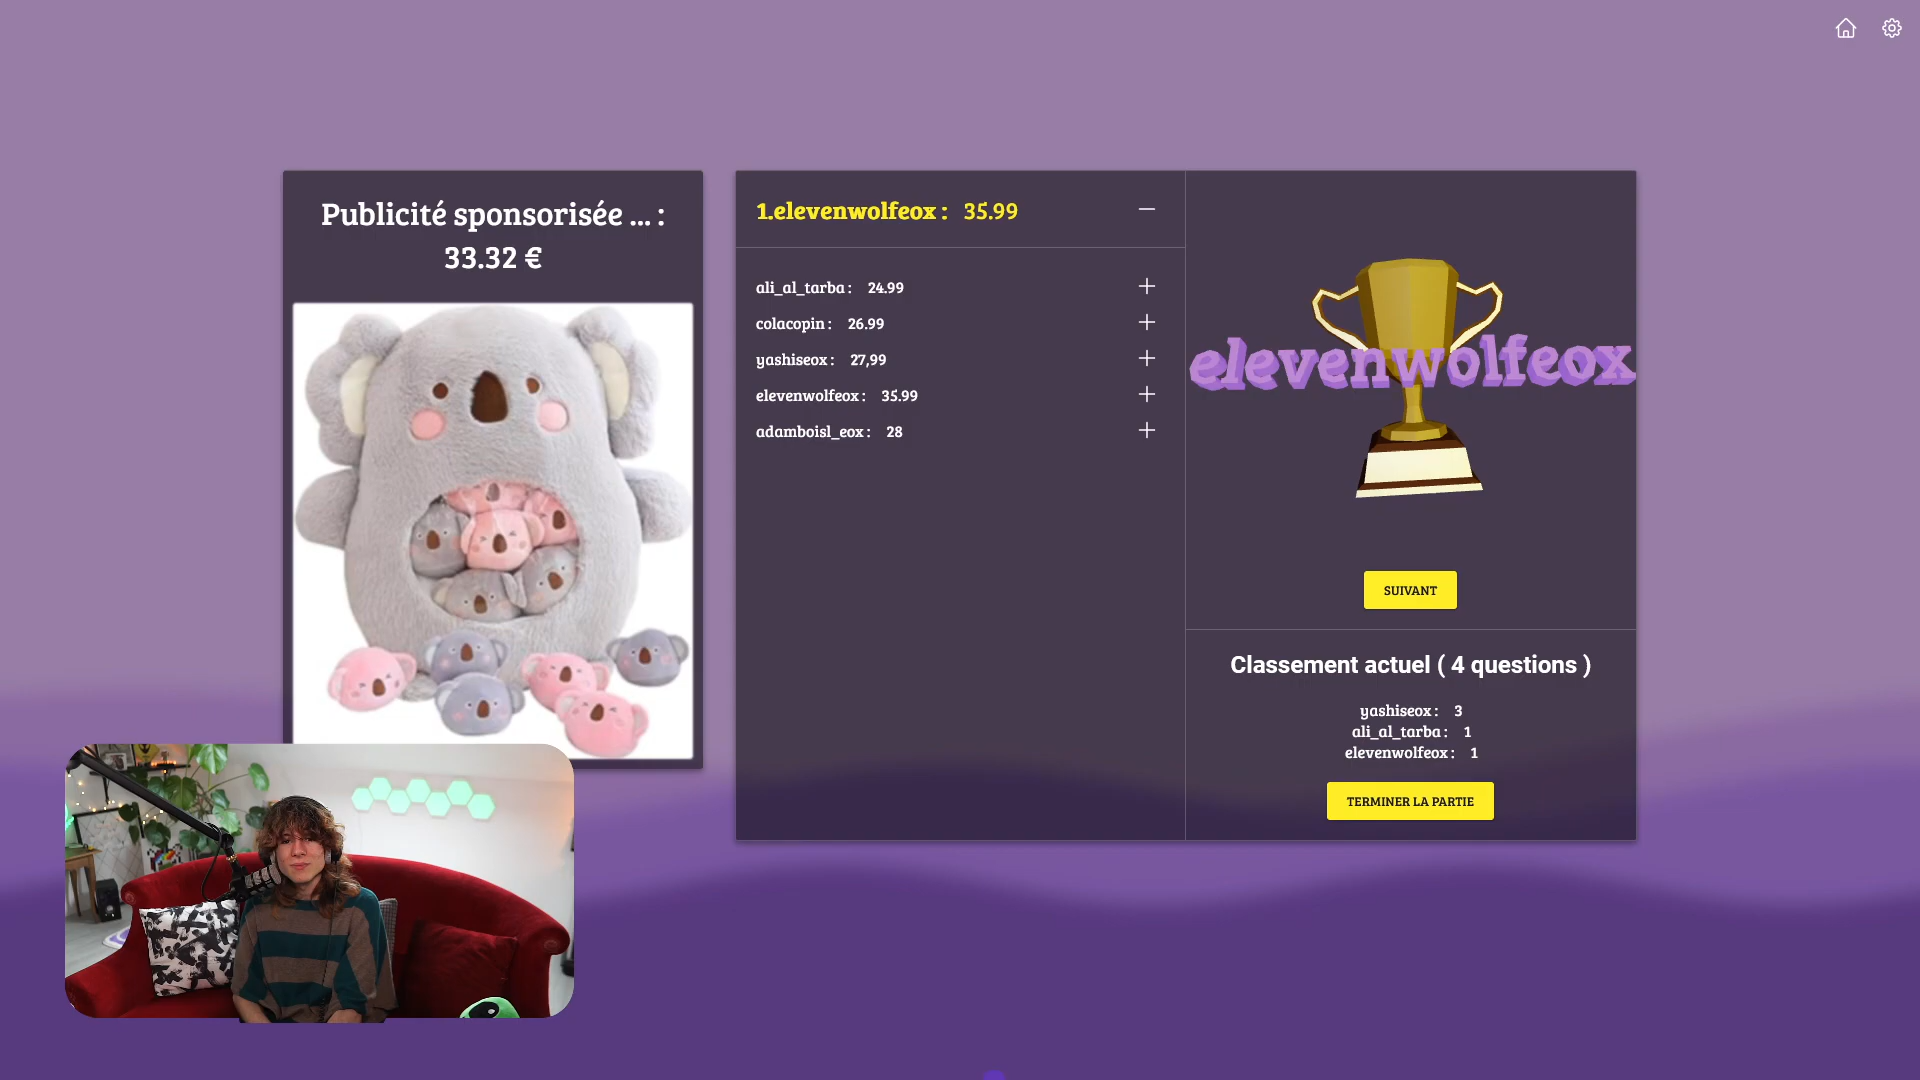 Publicité sponsorisée ... :
33.32 €
1.elevenwolfeox : 35.99
ali_al_tarba : 24.99
colacopin : 26.99
yashiseox : 27,99
elevenwolfeox : 35.99
adamboisl_eox : 28
elevenwolfeox
SUIVANT
Classement actuel ( 4 questions )
yashiseox : 3
ali_al_tarba : 1
elevenwolfeox : 1
TERMINER LA PARTIE